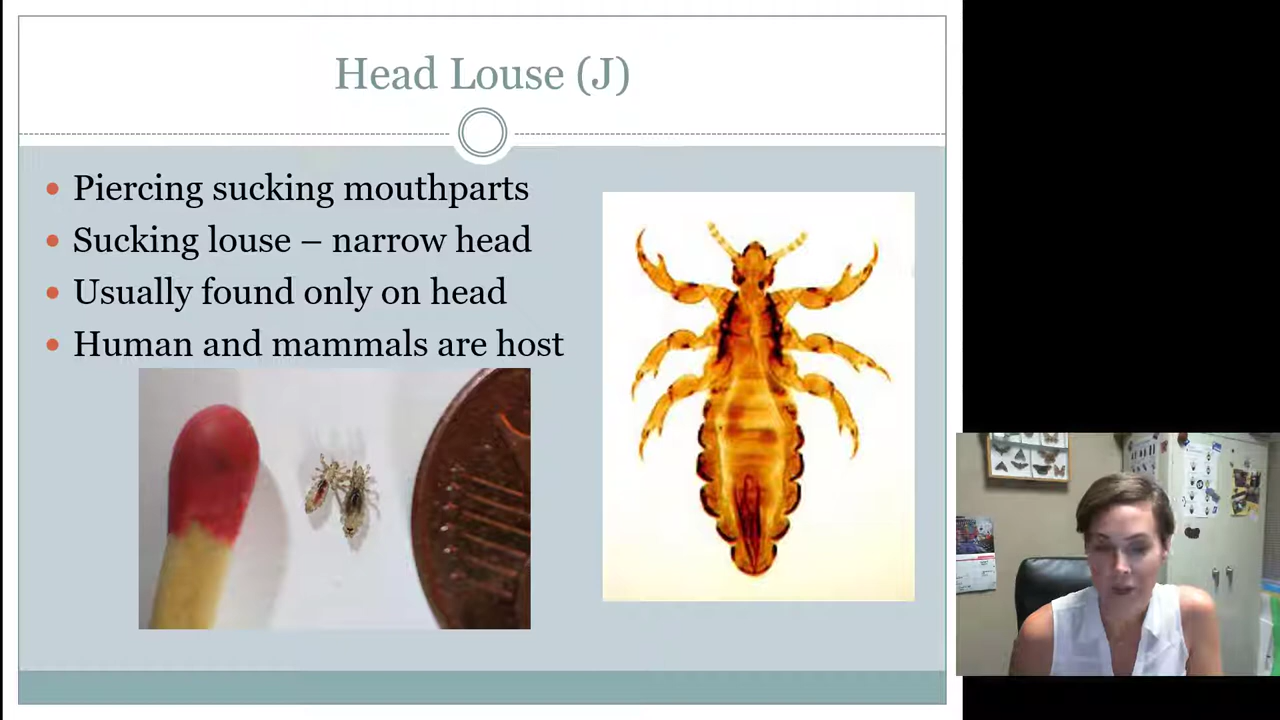 Head Louse (J)
• Piercing sucking mouthparts
• Sucking louse – narrow head
• Usually found only on head
• Human and mammals are host